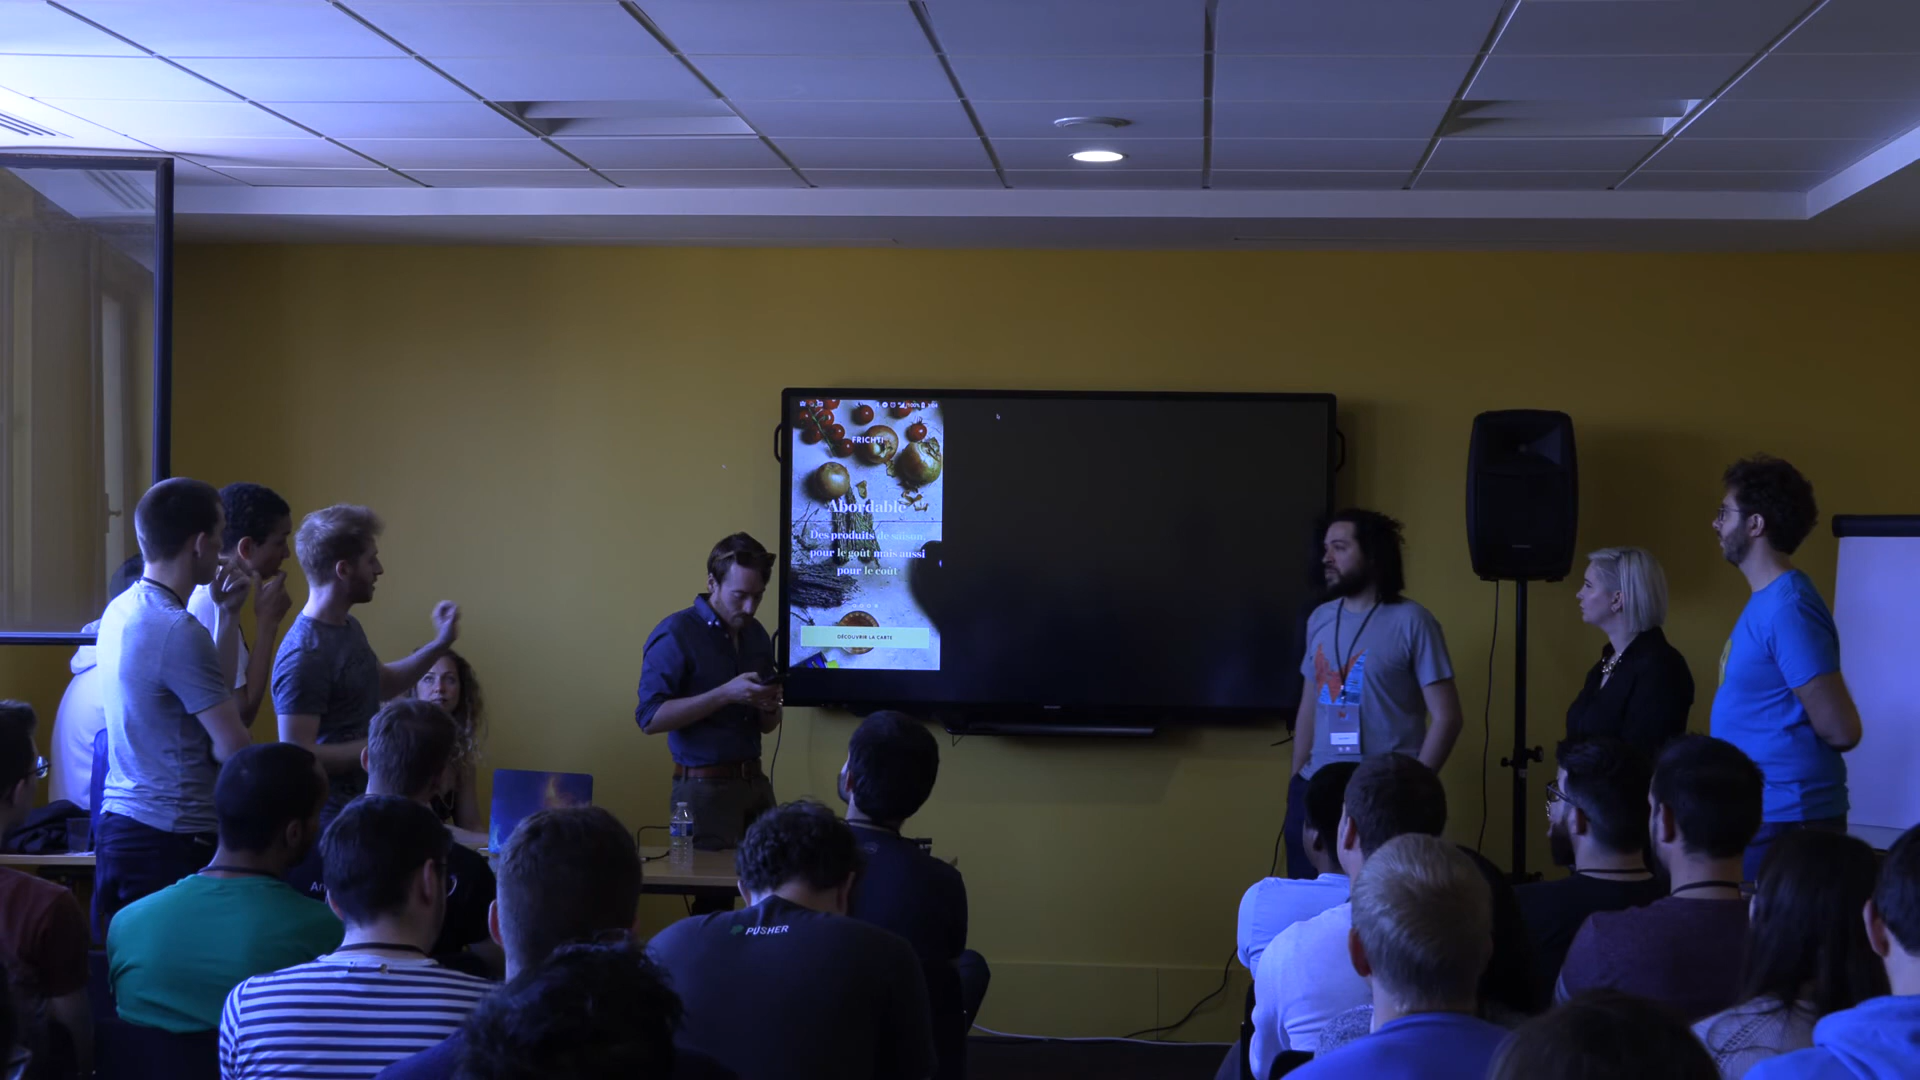 FRICHTI
Abordable
Des produits de saison,
pour le goût mais aussi
pour le coût
DÉCOUVRIR LA CARTE
PUSHER